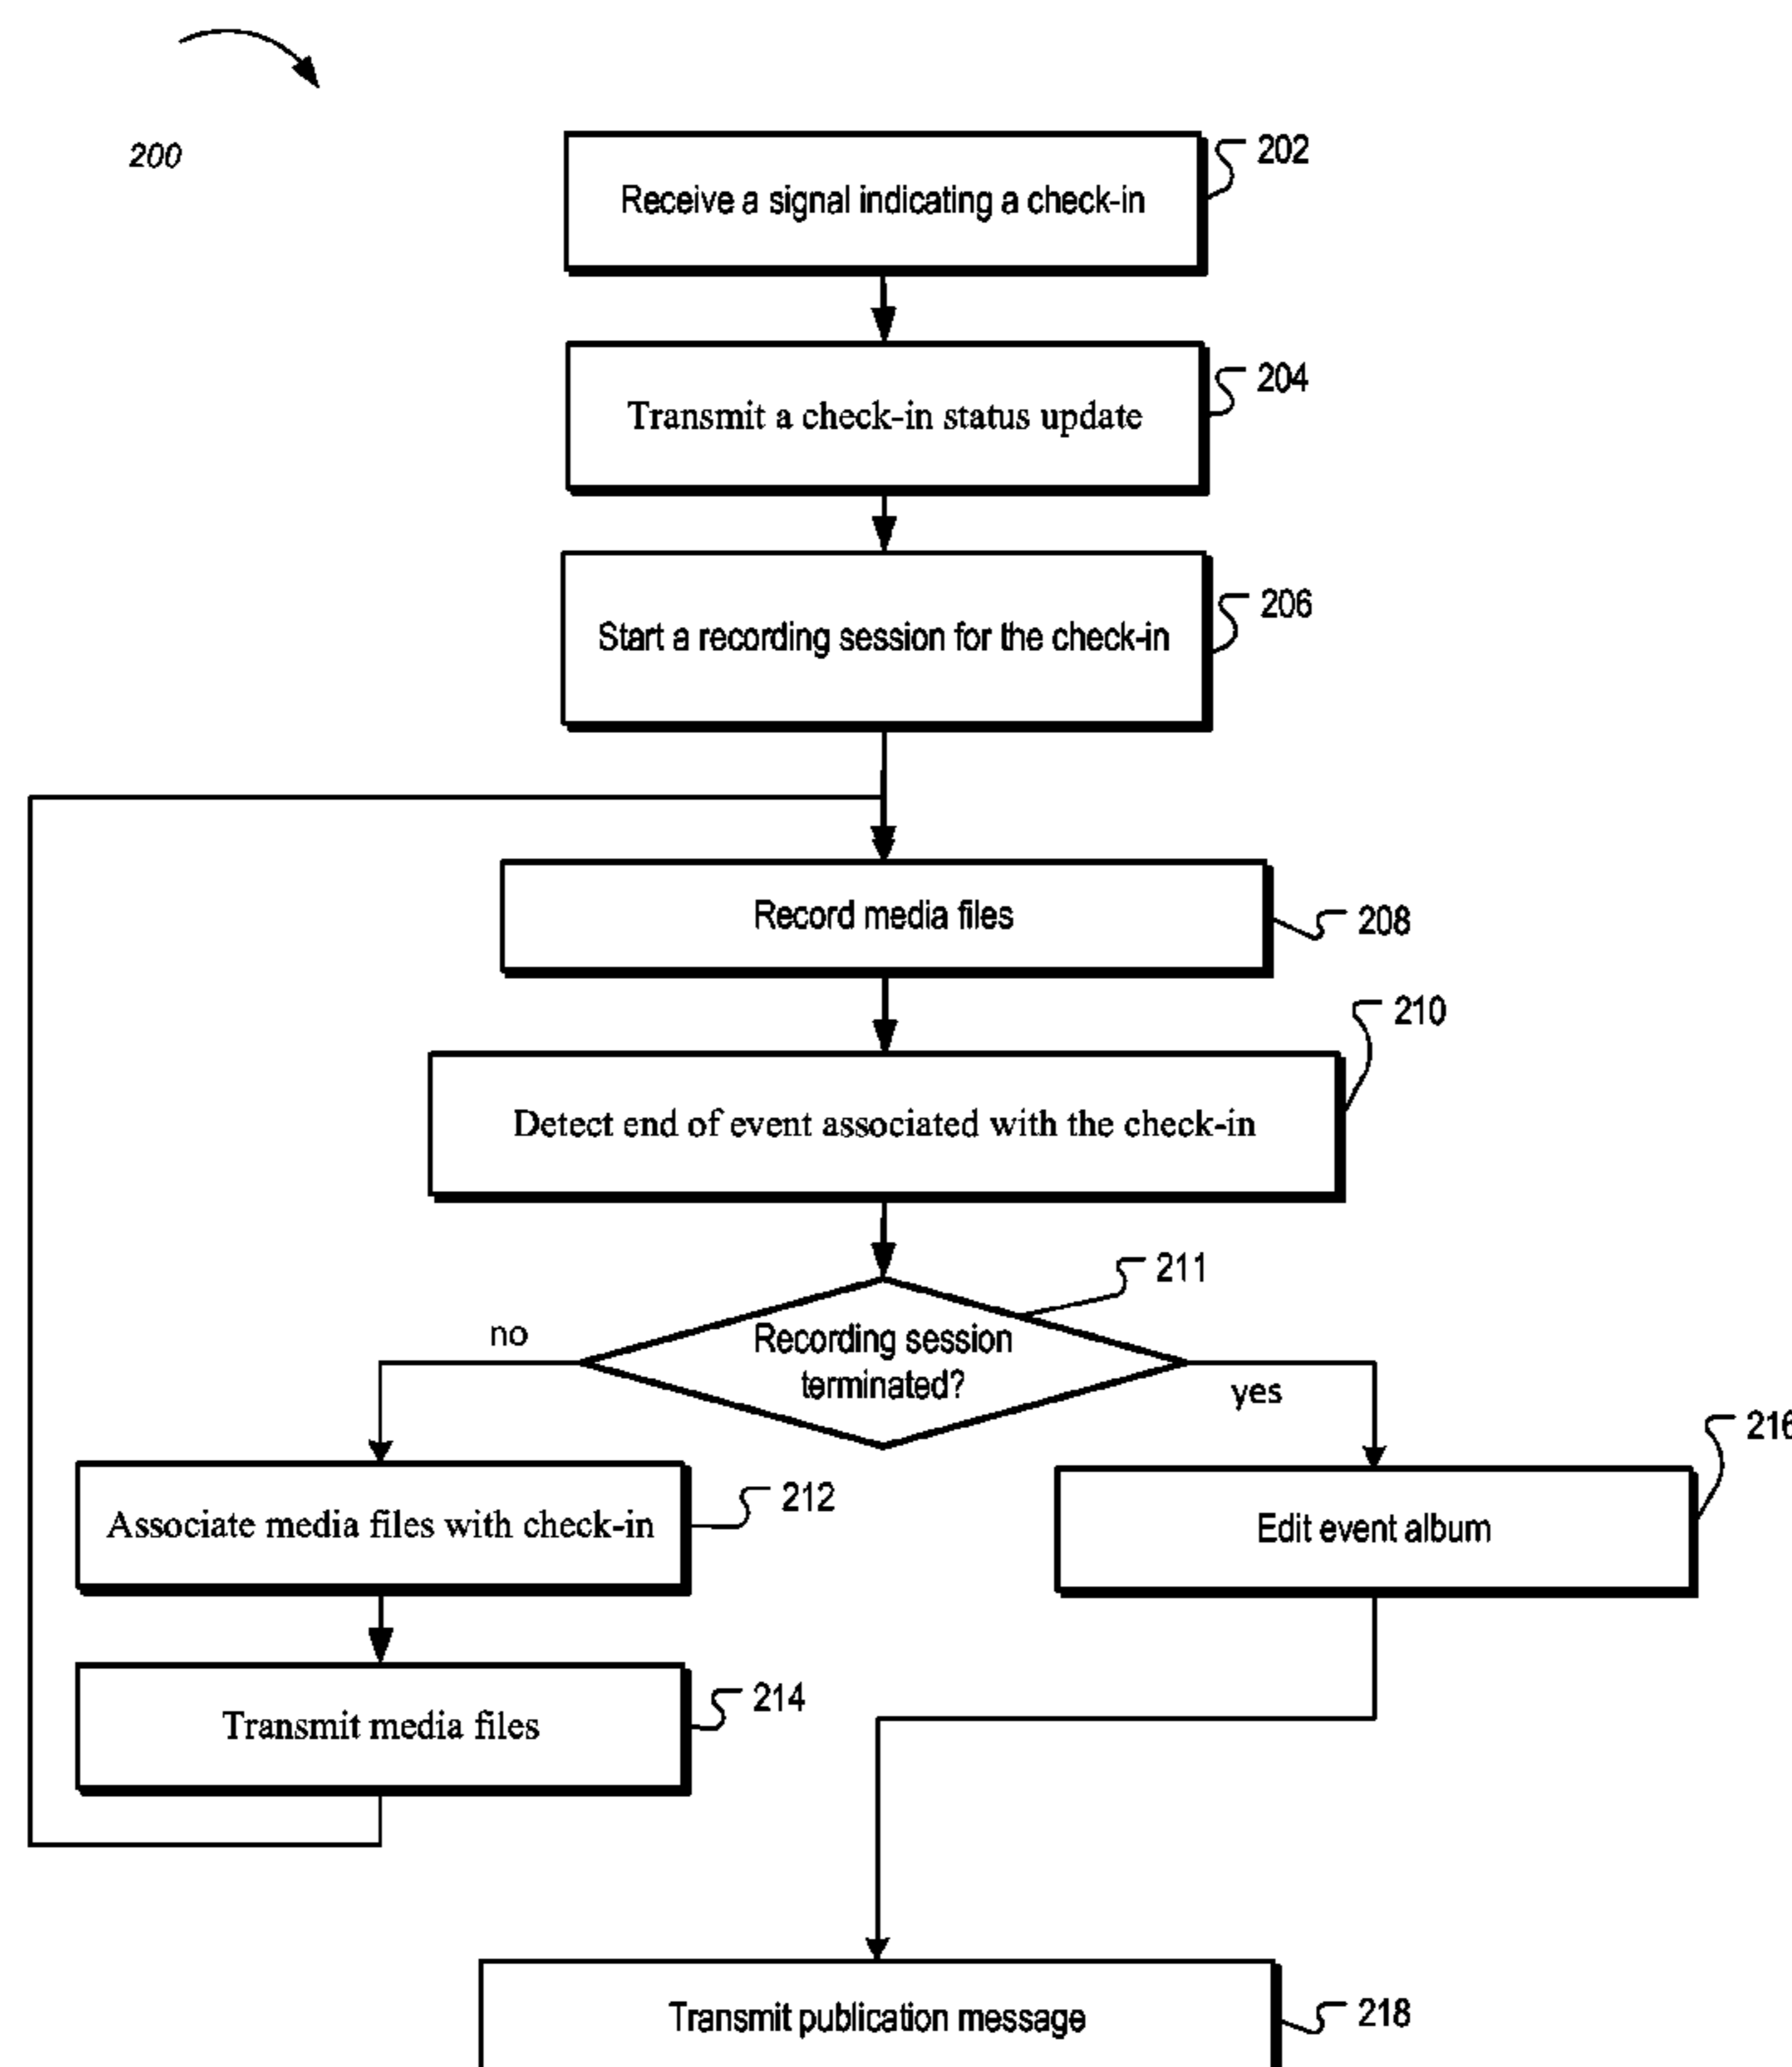 200
Receive a signal indicating a check-in
202
Transmit a check-in status update
204
Start a recording session for the check-in
206
Record media files
208
Detect end of event associated with the check-in
210
Recording session
terminated?
211
no
yes
Associate media files with check-in
212
Edit event album
216
Transmit media files
214
Transmit publication message
218